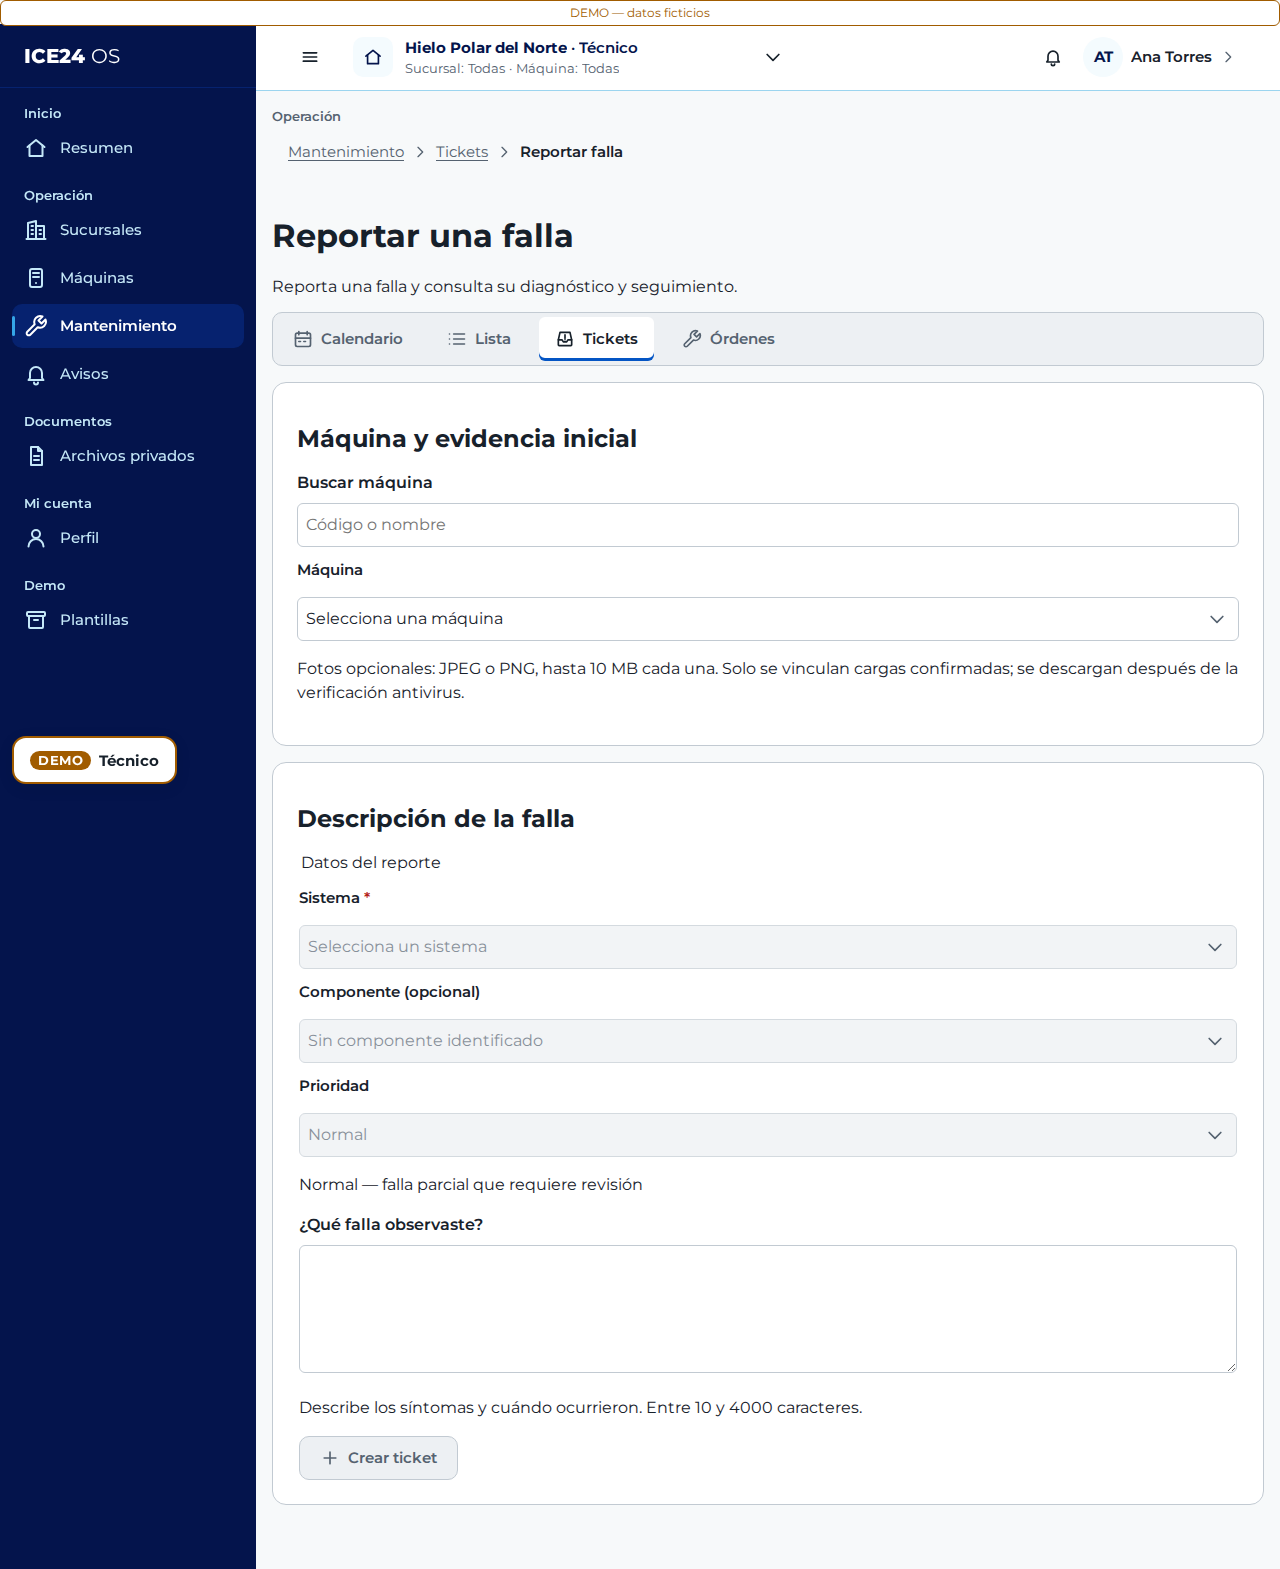 DEMO — datos ficticios
ICE24 OS
Hielo Polar del Norte · Técnico
Sucursal: Todas · Máquina: Todas
AT Ana Torres
Inicio
Resumen
Operación
Sucursales
Máquinas
Mantenimiento
Avisos
Documentos
Archivos privados
Mi cuenta
Perfil
Demo
Plantillas
DEMO Técnico
Operación
Mantenimiento > Tickets > Reportar falla
Reportar una falla
Reporta una falla y consulta su diagnóstico y seguimiento.
Calendario Lista Tickets Órdenes
Máquina y evidencia inicial
Buscar máquina
Código o nombre
Máquina
Selecciona una máquina
Fotos opcionales: JPEG o PNG, hasta 10 MB cada una. Solo se vinculan cargas confirmadas; se descargan después de la
verificación antivirus.
Descripción de la falla
Datos del reporte
Sistema *
Selecciona un sistema
Componente (opcional)
Sin componente identificado
Prioridad
Normal
Normal — falla parcial que requiere revisión
¿Qué falla observaste?
Describe los síntomas y cuándo ocurrieron. Entre 10 y 4000 caracteres.
Crear ticket